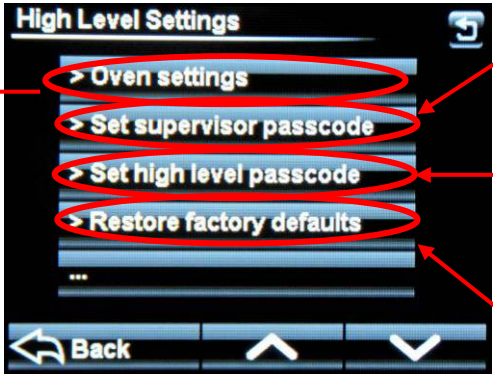 High Level Settings
> Oven settings
> Set supervisor passcode
> Set high level passcode
> Restore factory defaults
...
Back